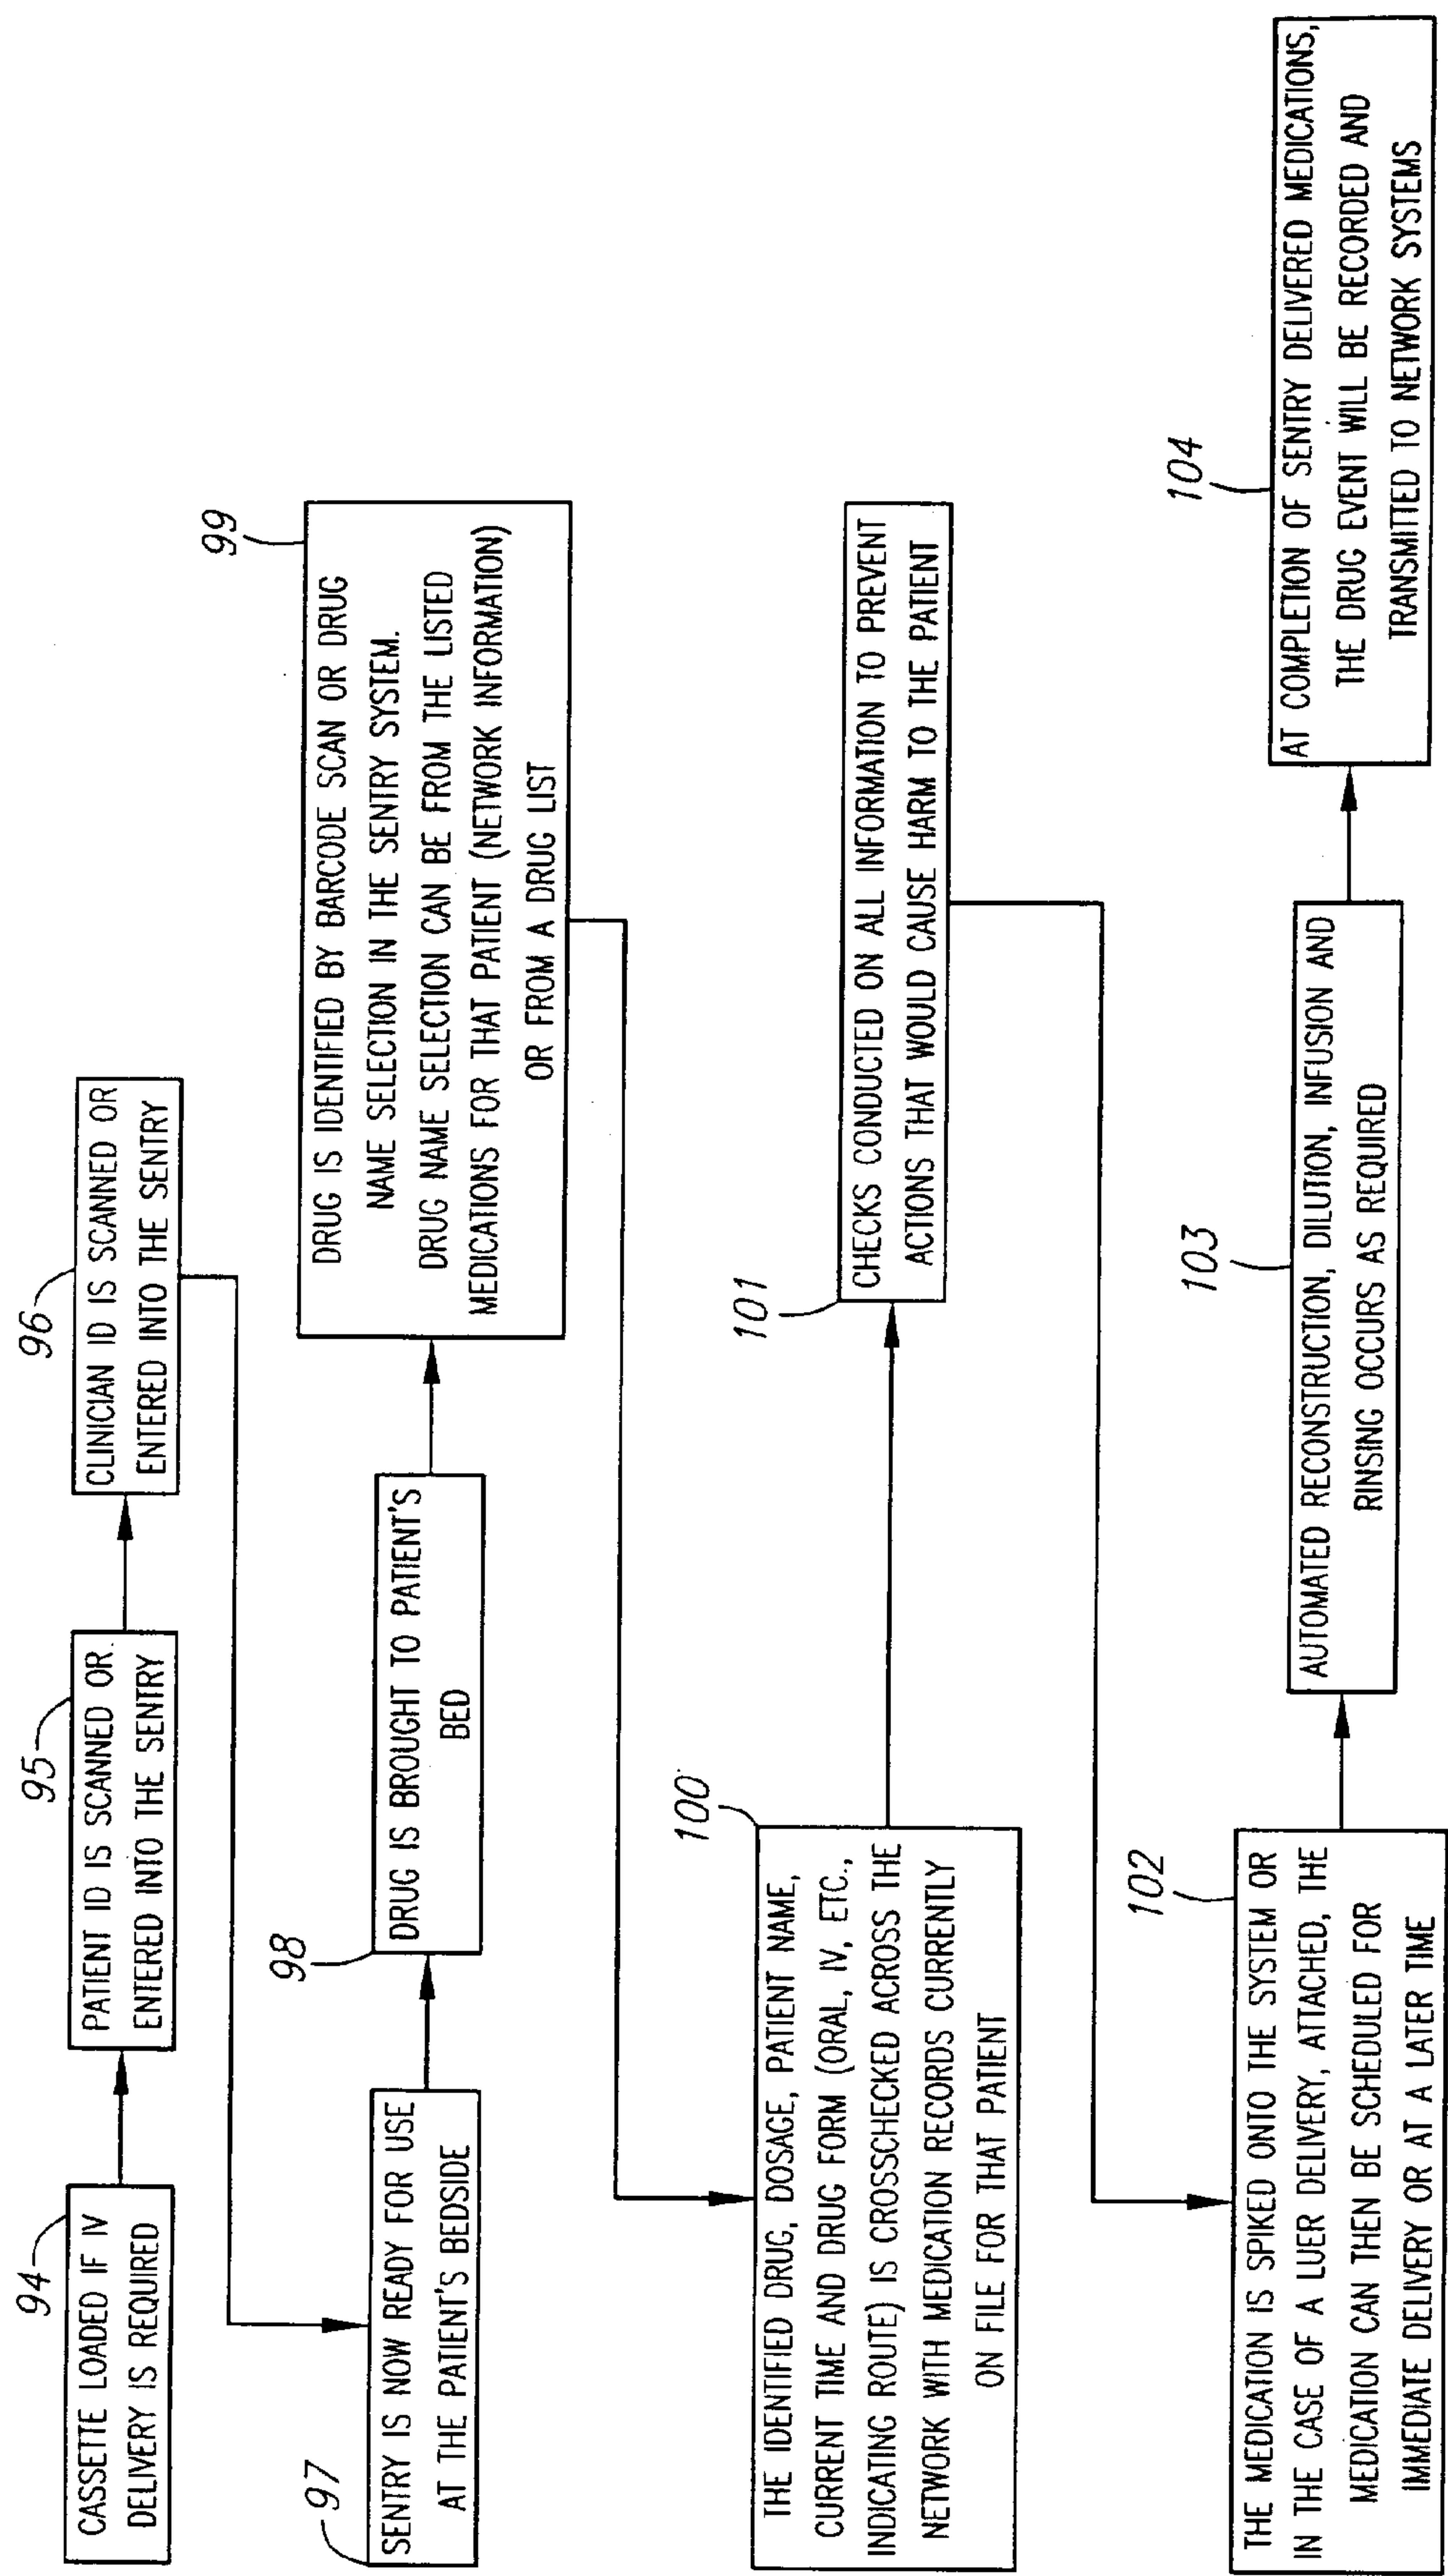 94
CASSETTE LOADED IF IV
DELIVERY IS REQUIRED
95
PATIENT ID IS SCANNED OR
ENTERED INTO THE SENTRY
96
CLINICIAN ID IS SCANNED OR
ENTERED INTO THE SENTRY
97
SENTRY IS NOW READY FOR USE
AT THE PATIENT'S BEDSIDE
98
DRUG IS BROUGHT TO PATIENT'S
BED
99
DRUG IS IDENTIFIED BY BARCODE SCAN OR DRUG
NAME SELECTION IN THE SENTRY SYSTEM.
DRUG NAME SELECTION CAN BE FROM THE LISTED
MEDICATIONS FOR THAT PATIENT (NETWORK INFORMATION)
OR FROM A DRUG LIST
100
THE IDENTIFIED DRUG, DOSAGE, PATIENT NAME,
CURRENT TIME AND DRUG FORM (ORAL, IV, ETC.,
INDICATING ROUTE) IS CROSSCHECKED ACROSS THE
NETWORK WITH MEDICATION RECORDS CURRENTLY
ON FILE FOR THAT PATIENT
101
CHECKS CONDUCTED ON ALL INFORMATION TO PREVENT
ACTIONS THAT WOULD CAUSE HARM TO THE PATIENT
102
THE MEDICATION IS SPIKED ONTO THE SYSTEM OR
IN THE CASE OF A LUER DELIVERY, ATTACHED, THE
MEDICATION CAN THEN BE SCHEDULED FOR
IMMEDIATE DELIVERY OR AT A LATER TIME
103
AUTOMATED RECONSTRUCTION, DILUTION, INFUSION AND
RINSING OCCURS AS REQUIRED
104
AT COMPLETION OF SENTRY DELIVERED MEDICATIONS,
THE DRUG EVENT WILL BE RECORDED AND
TRANSMITTED TO NETWORK SYSTEMS